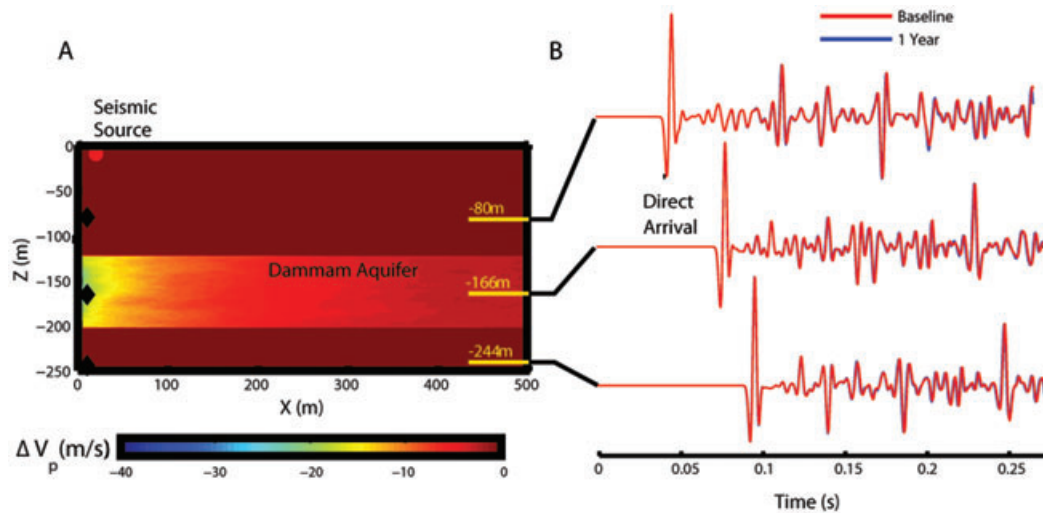 A
B
Baseline
1 Year
Seismic
Source
0
−50
−100
−150
−200
−250
Z (m)
-80m
Dammam Aquifer
-166m
-244m
Direct
Arrival
0 100 200 300 400 500
X (m)
Δ Vp (m/s)
−40 −30 −20 −10 0
0 0.05 0.1 0.15 0.2 0.25
Time (s)